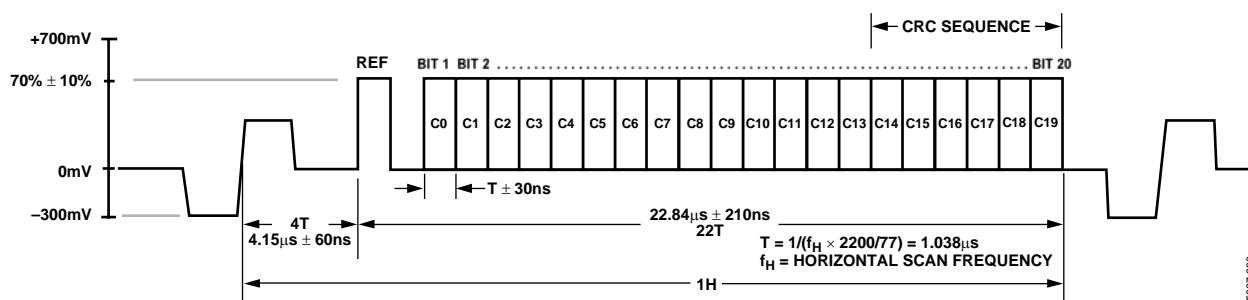 CRC SEQUENCE
+700mV
REF
BIT 1 BIT 2 BIT 20
70% ± 10%
C0 C1 C2 C3 C4 C5 C6 C7 C8 C9 C10 C11 C12 C13 C14 C15 C16 C17 C18 C19
0mV
T ± 30ns
–300mV
4T
4.15µs ± 60ns
22.84µs ± 210ns
22T
T = 1/(fH × 2200/77) = 1.038µs
fH = HORIZONTAL SCAN FREQUENCY
1H